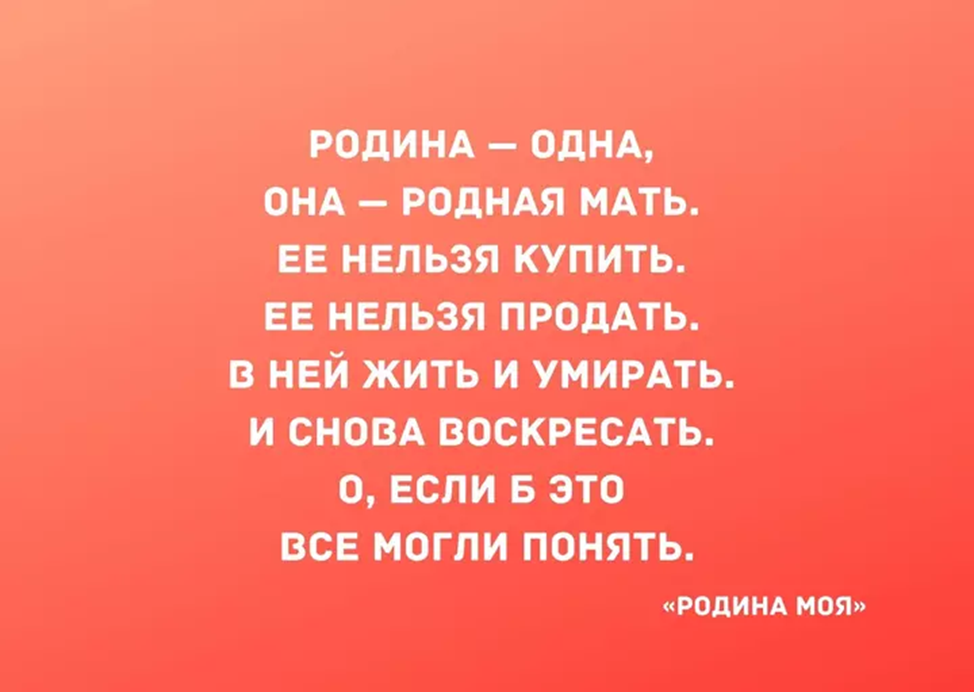 РОДИНА — ОДНА,
ОНА — РОДНАЯ МАТЬ.
ЕЕ НЕЛЬЗЯ КУПИТЬ.
ЕЕ НЕЛЬЗЯ ПРОДАТЬ.
В НЕЙ ЖИТЬ И УМИРАТЬ.
И СНОВА ВОСКРЕСАТЬ.
О, ЕСЛИ Б ЭТО
ВСЕ МОГЛИ ПОНЯТЬ.
«РОДИНА МОЯ»